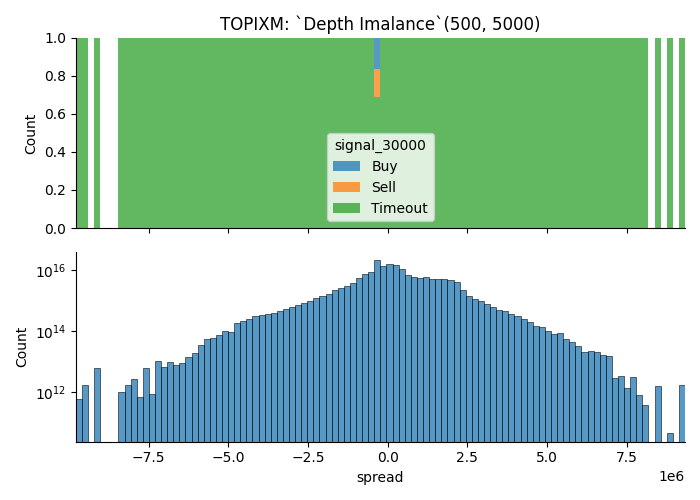 TOPIXM: `Depth Imalance`(500, 5000)
1.0
0.8
0.6
0.4
0.2
0.0
Count
signal_30000
Buy
Sell
Timeout
10^16
10^14
10^12
Count
−7.5 −5.0 −2.5 0.0 2.5 5.0 7.5
1e6
spread